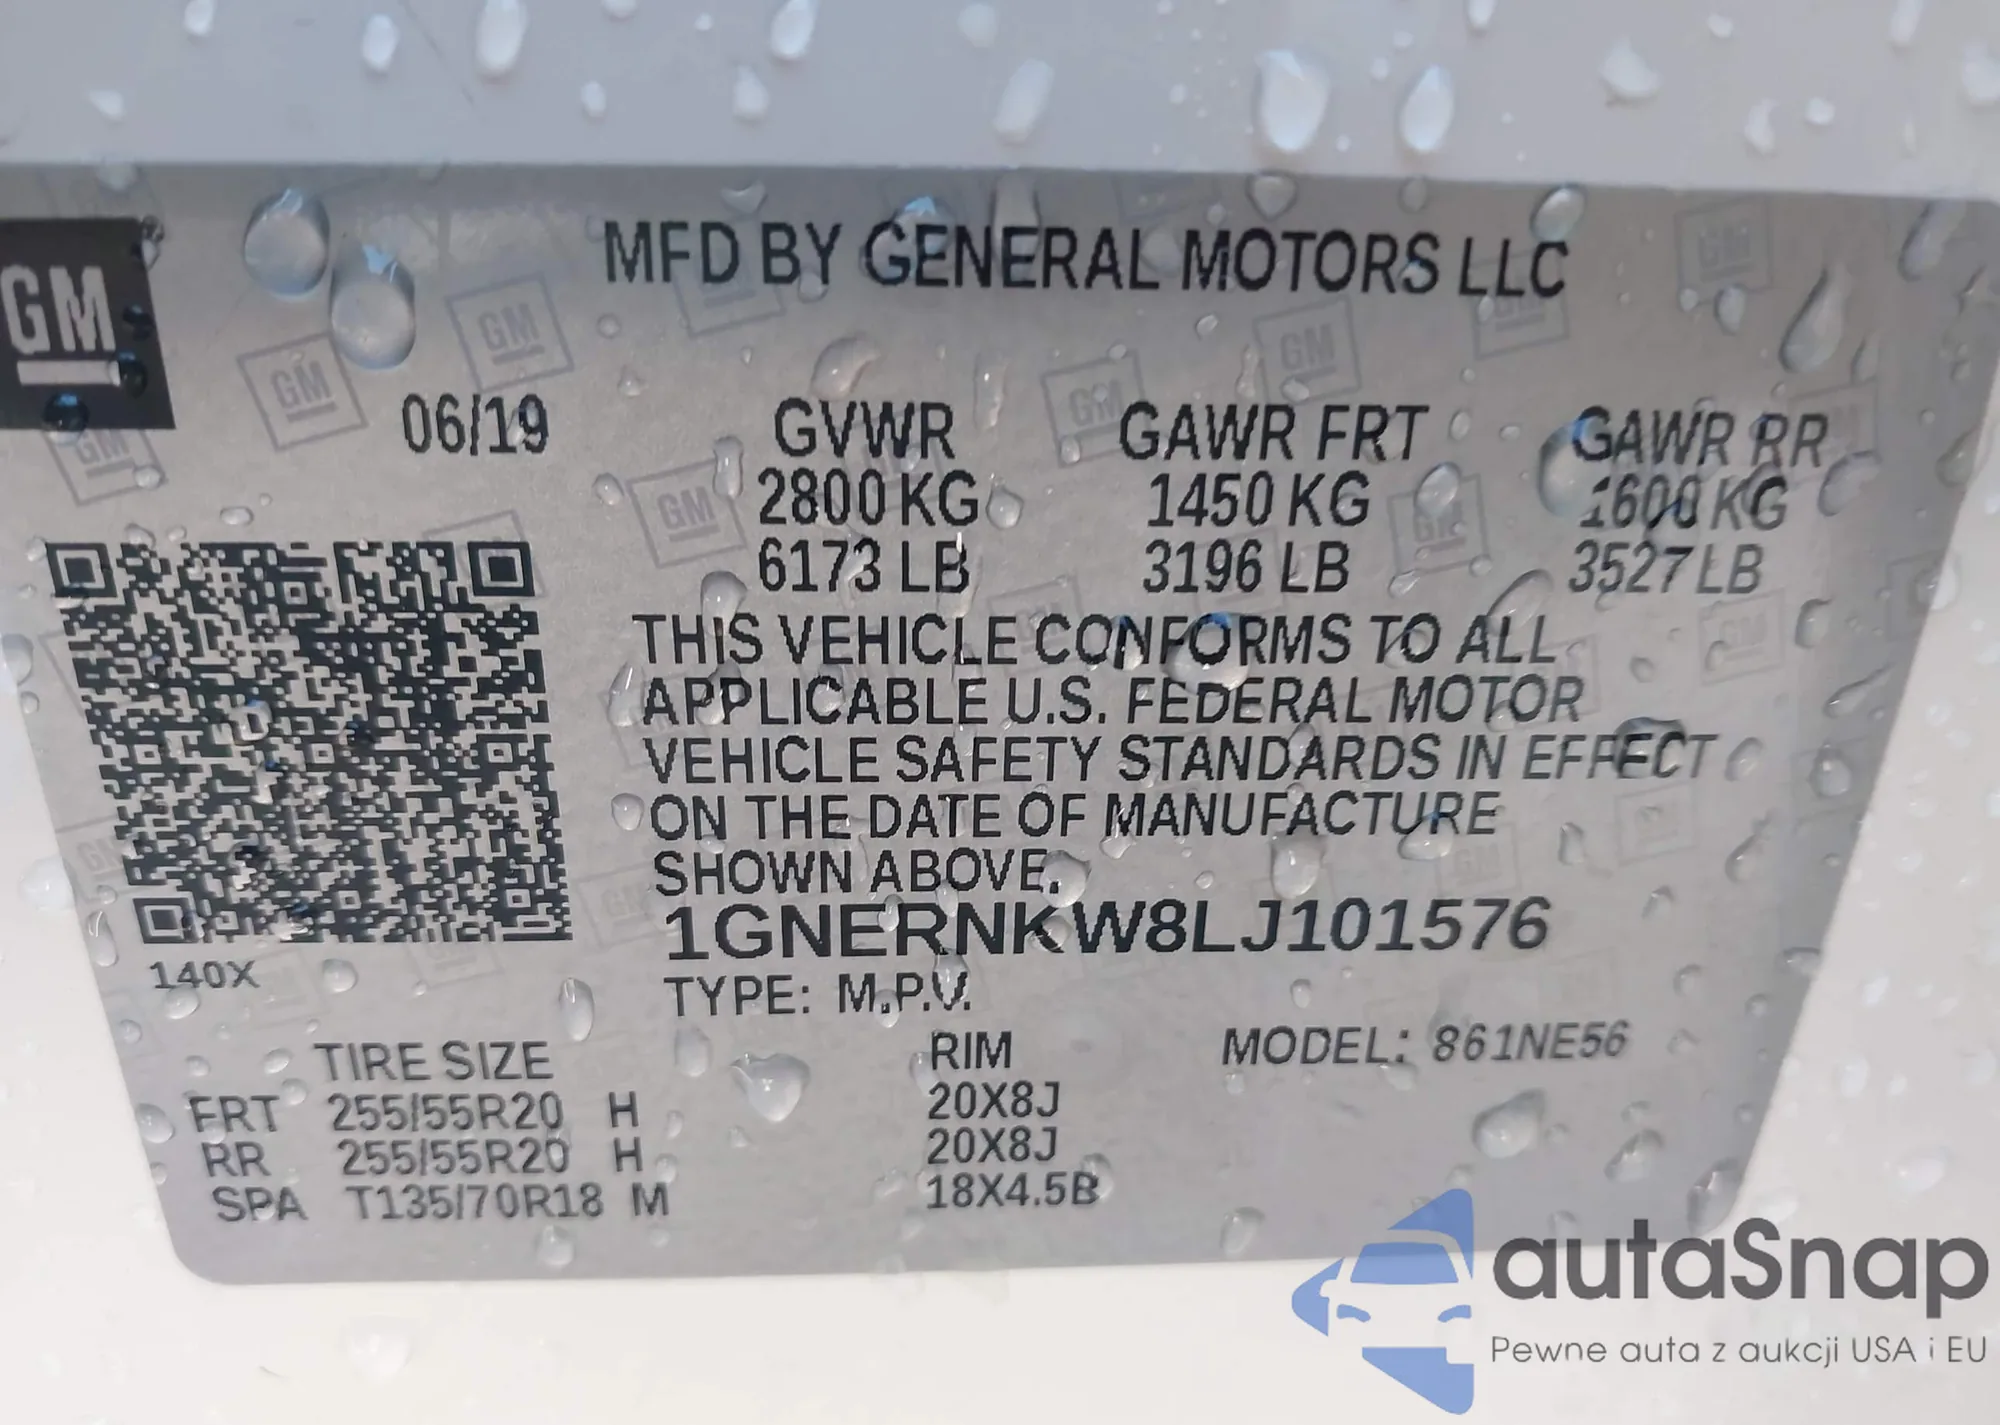 GM
MFD BY GENERAL MOTORS LLC
06/19 GVWR GAWR FRT GAWR RR
2800 KG 1450 KG 1600 KG
6173 LB 3196 LB 3527 LB
THIS VEHICLE CONFORMS TO ALL
APPLICABLE U.S. FEDERAL MOTOR
VEHICLE SAFETY STANDARDS IN EFFECT
ON THE DATE OF MANUFACTURE
SHOWN ABOVE.
1GNERNKW8LJ101576
140X
TYPE: M.P.V.
TIRE SIZE RIM MODEL: 861NE56
FRT 255/55R20 H 20X8J
RR 255/55R20 H 20X8J
SPA T135/70R18 M 18X4.5B
autaSnap
Pewne auta z aukcji USA i EU